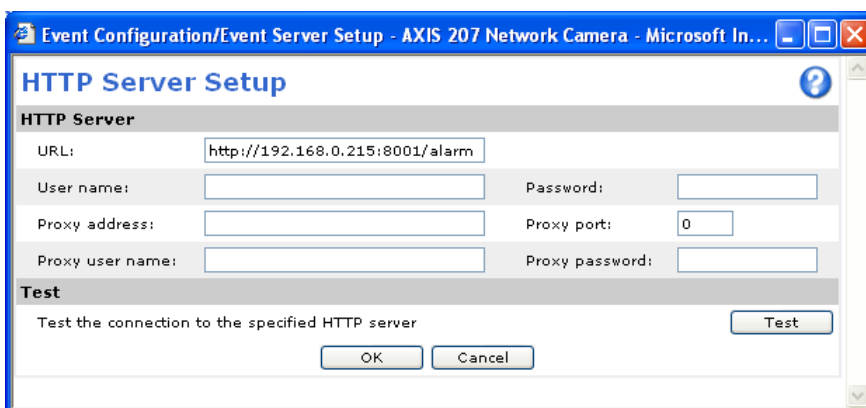 Event Configuration/Event Server Setup - AXIS 207 Network Camera - Microsoft In...
HTTP Server Setup
?
HTTP Server
URL: http://192.168.0.215:8001/alarm
User name: Password:
Proxy address: Proxy port: 0
Proxy user name: Proxy password:
Test
Test the connection to the specified HTTP server Test
OK Cancel